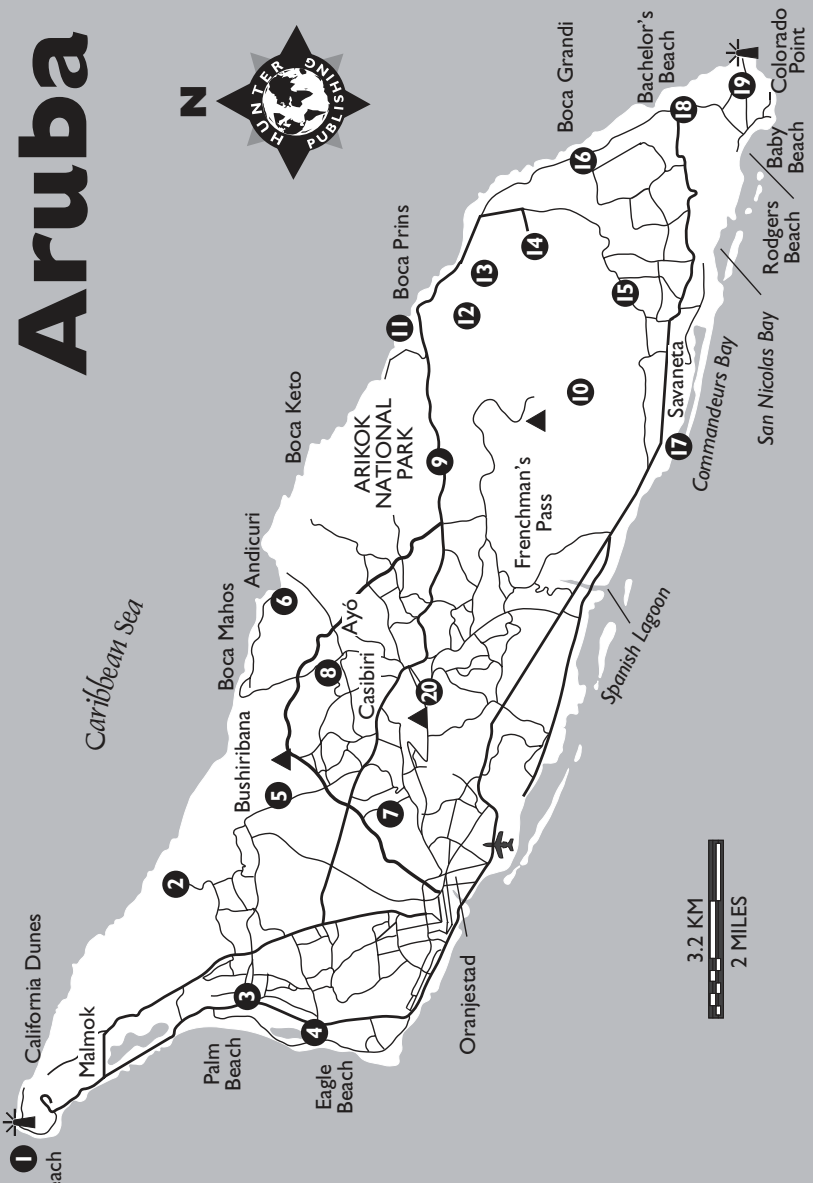 Aruba
N
HUNTER
PUBLISHING
Caribbean Sea
California Dunes
Malmok
1
each
2
3
Palm
Beach
4
Eagle
Beach
Bushiribana
5
Boca Mahos
Andicuri
6
7
8
Ayó
Casibiri
20
Oranjestad
Boca Keto
ARIKOK
NATIONAL
PARK
9
Boca Prins
11
12
13
14
10
Frenchman's
Pass
Spanish Lagoon
15
Boca Grandi
16
Bachelor's
Beach
18
19
Colorado
Point
Baby
Beach
Rodgers
Beach
San Nicolas Bay
Savaneta
17
Commandeurs Bay
3.2 KM
2 MILES